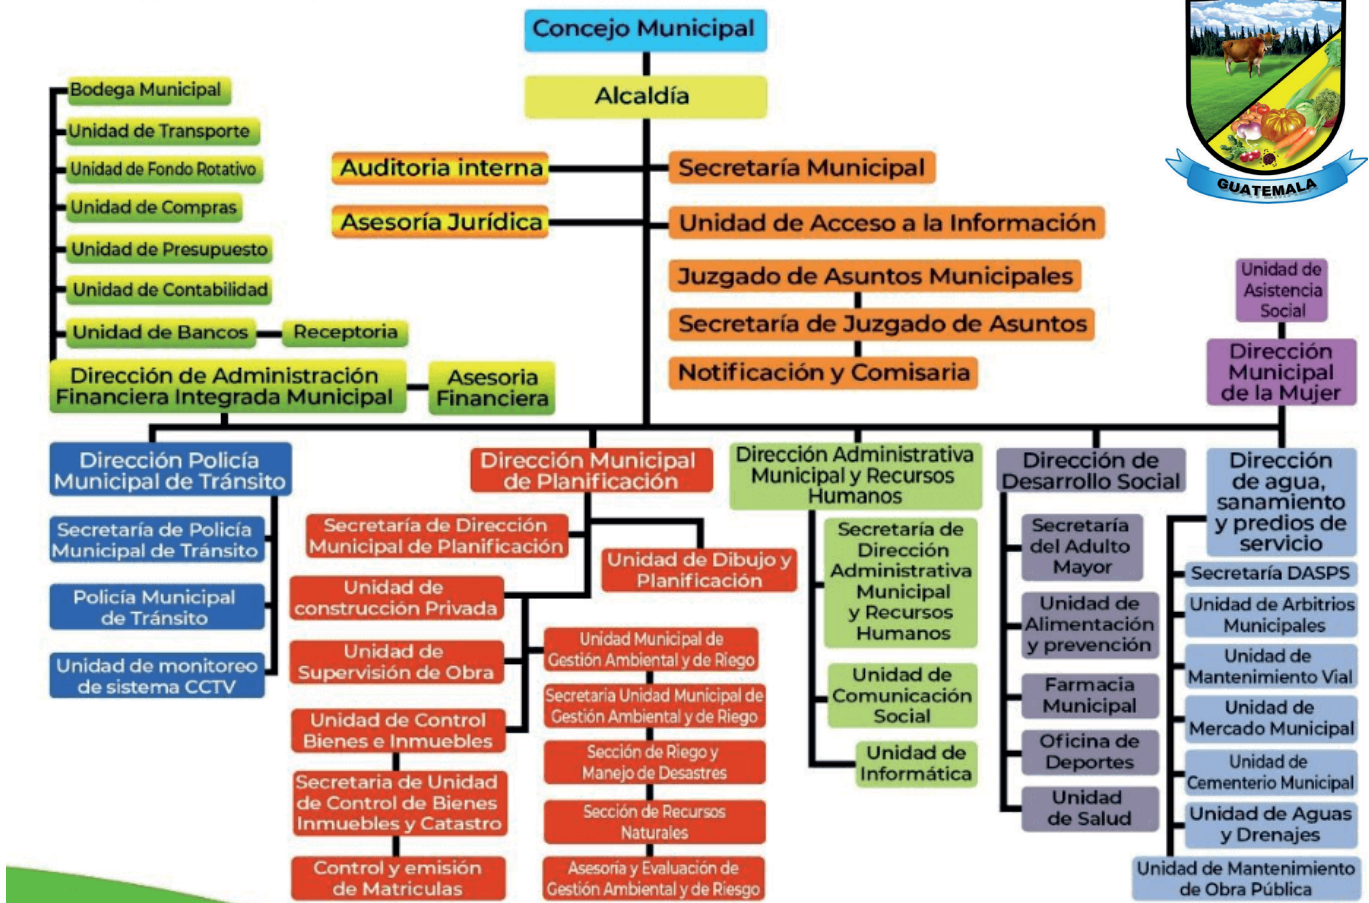 Concejo Municipal
Alcaldía
Auditoria interna
Asesoría Jurídica
Secretaría Municipal
Unidad de Acceso a la Información
Juzgado de Asuntos Municipales
Secretaría de Juzgado de Asuntos
Notificación y Comisaria
GUATEMALA
Bodega Municipal
Unidad de Transporte
Unidad de Fondo Rotativo
Unidad de Compras
Unidad de Presupuesto
Unidad de Contabilidad
Unidad de Bancos
Receptoria
Dirección de Administración
Financiera Integrada Municipal
Asesoria
Financiera
Unidad de
Asistencia
Social
Dirección
Municipal
de la Mujer
Dirección Policía
Municipal de Tránsito
Secretaría de Policía
Municipal de Tránsito
Policía Municipal
de Tránsito
Unidad de monitoreo
de sistema CCTV
Dirección Municipal
de Planificación
Secretaría de Dirección
Municipal de Planificación
Unidad de Dibujo y
Planificación
Unidad de
construcción Privada
Unidad de
Supervisión de Obra
Unidad de Control
Bienes e Inmuebles
Secretaria de Unidad
de Control de Bienes
Inmuebles y Catastro
Control y emisión
de Matriculas
Unidad Municipal de
Gestión Ambiental y de Riego
Secretaria Unidad Municipal de
Gestión Ambiental y de Riego
Sección de Riego y
Manejo de Desastres
Sección de Recursos
Naturales
Asesoría y Evaluación de
Gestión Ambiental y de Riesgo
Dirección Administrativa
Municipal y Recursos
Humanos
Secretaría de
Dirección
Administrativa
Municipal
y Recursos
Humanos
Unidad de
Comunicación
Social
Unidad de
Informática
Dirección de
Desarrollo Social
Secretaría
del Adulto
Mayor
Unidad de
Alimentación
y prevención
Farmacia
Municipal
Oficina de
Deportes
Unidad
de Salud
Dirección
de agua,
sanamiento
y predios de
servicio
Secretaría DASPS
Unidad de Arbitrios
Municipales
Unidad de
Mantenimiento Vial
Unidad de
Mercado Municipal
Unidad de
Cementerio Municipal
Unidad de Aguas
y Drenajes
Unidad de Mantenimiento
de Obra Pública